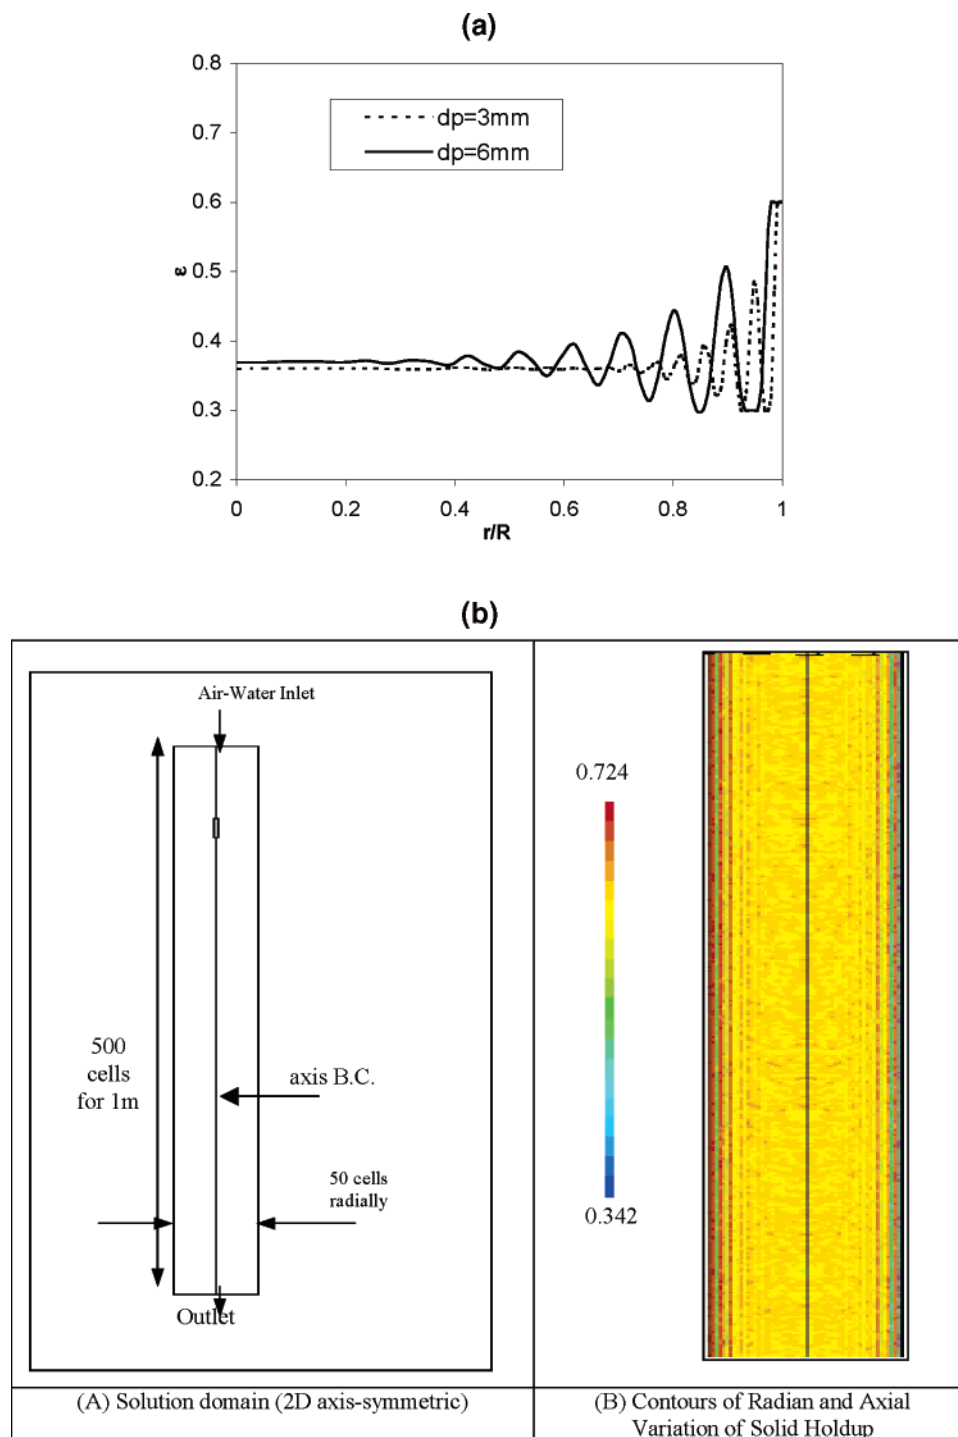 (a)
0.8
0.7
0.6
0.5
0.4
0.3
0.2
ε
dp=3mm
dp=6mm
0 0.2 0.4 0.6 0.8 1
r/R
(b)
Air-Water Inlet
500
cells
for 1m
axis B.C.
50 cells
radially
Outlet
0.724
0.342
(A) Solution domain (2D axis-symmetric)
(B) Contours of Radian and Axial
Variation of Solid Holdup